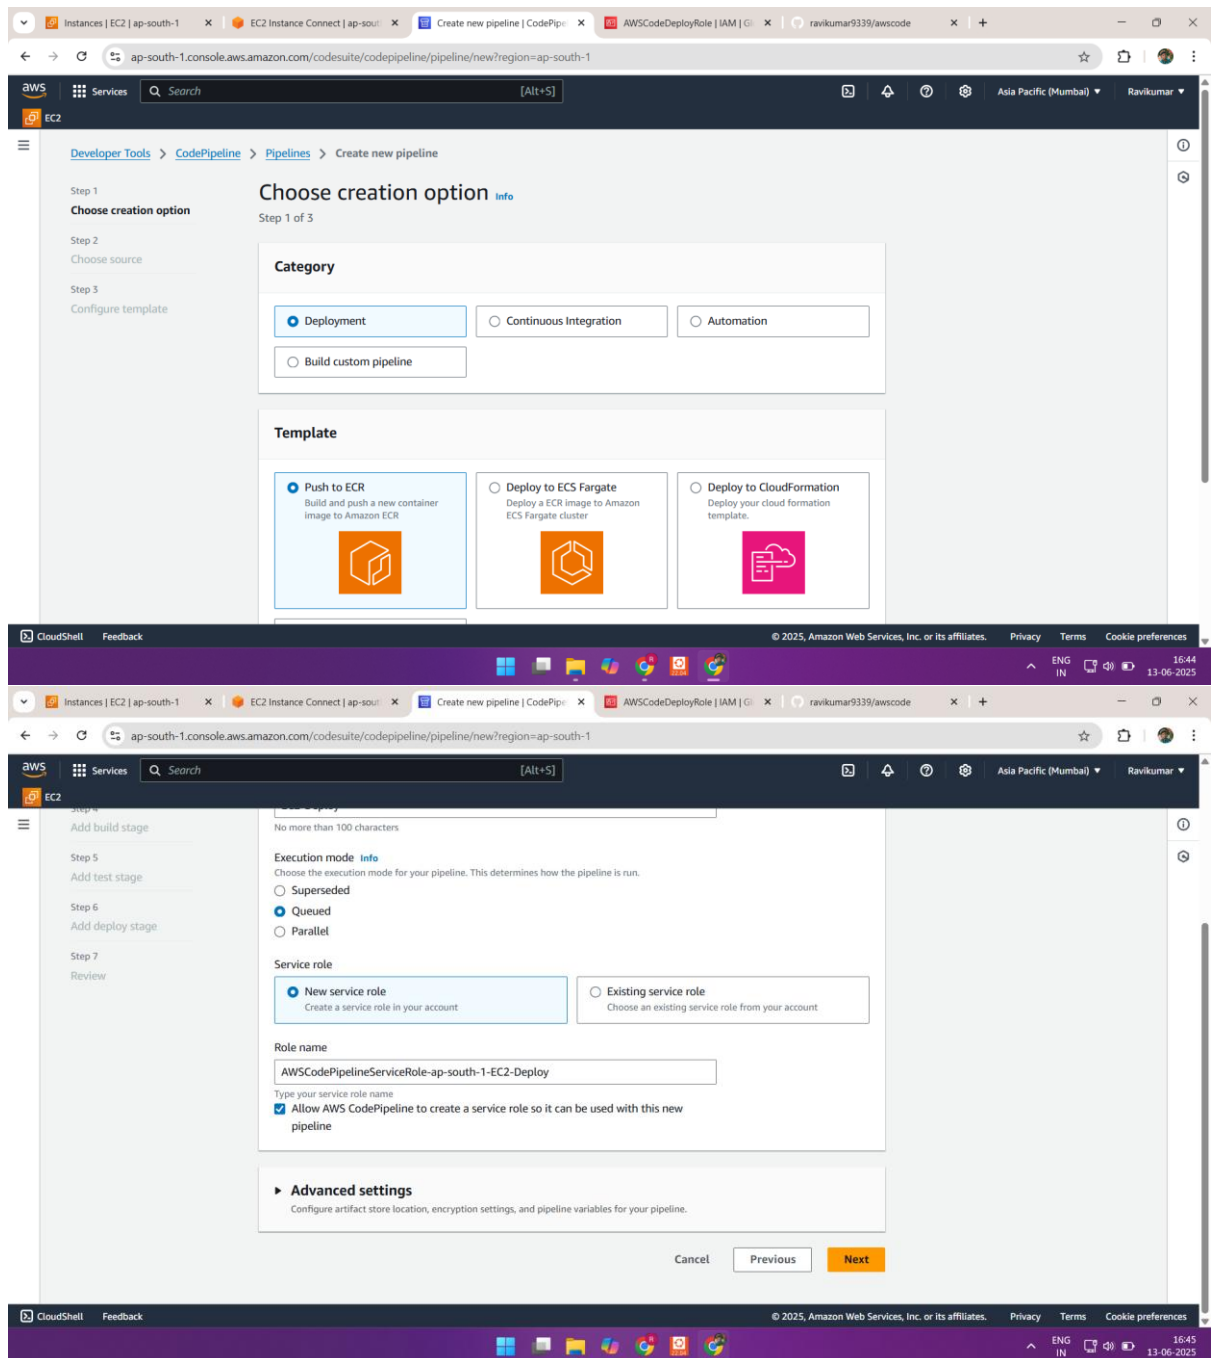 Instances | EC2 | ap-south-1
EC2 Instance Connect | ap-sout
Create new pipeline | CodePipe
AWSCodeDeployRole | IAM | Gl
ravikumar9339/awscode
ap-south-1.console.aws.amazon.com/codesuite/codepipeline/pipeline/new?region=ap-south-1
aws Services Search [Alt+S] Asia Pacific (Mumbai) Ravikumar
EC2
Developer Tools > CodePipeline > Pipelines > Create new pipeline
Step 1
Choose creation option
Step 2
Choose source
Step 3
Configure template
Choose creation option Info
Step 1 of 3
Category
Deployment
Continuous Integration
Automation
Build custom pipeline
Template
Push to ECR
Build and push a new container
image to Amazon ECR
Deploy to ECS Fargate
Deploy a ECR image to Amazon
ECS Fargate cluster
Deploy to CloudFormation
Deploy your cloud formation
template.
CloudShell Feedback © 2025, Amazon Web Services, Inc. or its affiliates. Privacy Terms Cookie preferences
22.04
ENG
IN
16:44
13-06-2025
Instances | EC2 | ap-south-1
EC2 Instance Connect | ap-sout
Create new pipeline | CodePipe
AWSCodeDeployRole | IAM | Gl
ravikumar9339/awscode
ap-south-1.console.aws.amazon.com/codesuite/codepipeline/pipeline/new?region=ap-south-1
aws Services Search [Alt+S] Asia Pacific (Mumbai) Ravikumar
EC2
Step 4
Add build stage
Step 5
Add test stage
Step 6
Add deploy stage
Step 7
Review
EC2-Deploy
No more than 100 characters
Execution mode Info
Choose the execution mode for your pipeline. This determines how the pipeline is run.
Superseded
Queued
Parallel
Service role
New service role
Create a service role in your account
Existing service role
Choose an existing service role from your account
Role name
AWSCodePipelineServiceRole-ap-south-1-EC2-Deploy
Type your service role name
Allow AWS CodePipeline to create a service role so it can be used with this new
pipeline
Advanced settings
Configure artifact store location, encryption settings, and pipeline variables for your pipeline.
Cancel Previous Next
CloudShell Feedback © 2025, Amazon Web Services, Inc. or its affiliates. Privacy Terms Cookie preferences
22.04
ENG
IN
16:45
13-06-2025